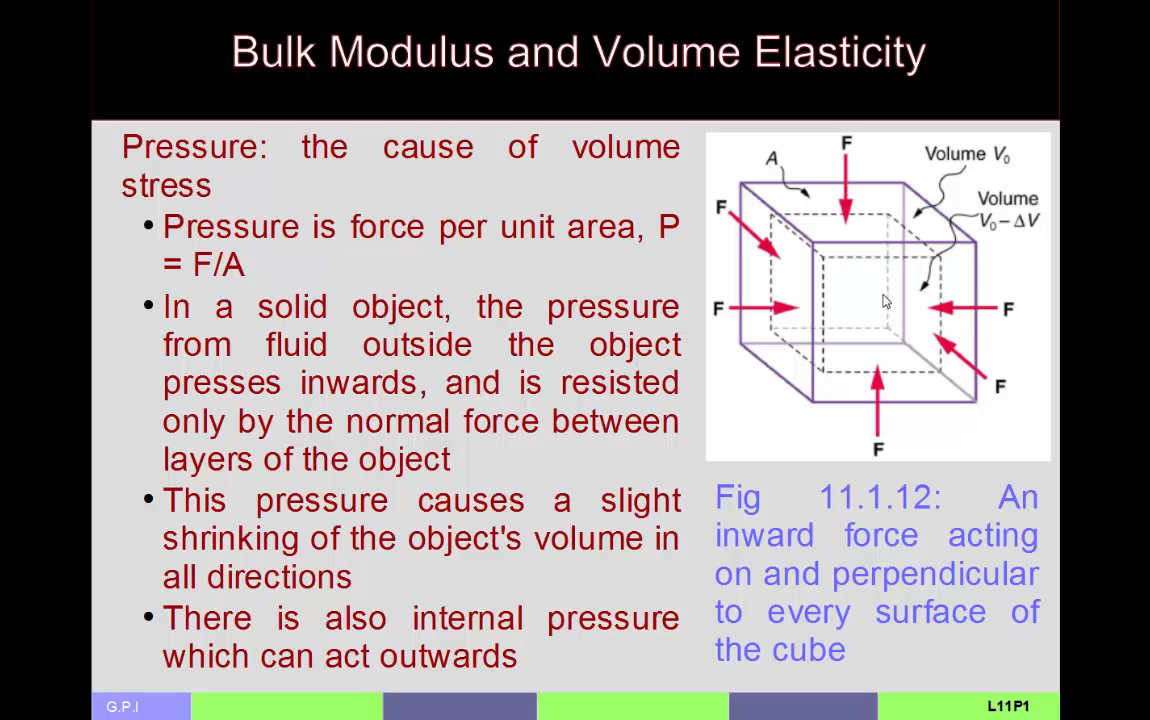 Bulk Modulus and Volume Elasticity
Pressure: the cause of volume
stress
• Pressure is force per unit area, P
= F/A
• In a solid object, the pressure
from fluid outside the object
presses inwards, and is resisted
only by the normal force between
layers of the object
• This pressure causes a slight
shrinking of the object's volume in
all directions
• There is also internal pressure
which can act outwards
F
A
Volume V₀
Volume
V₀ – ΔV
F
F
F
F
F
Fig 11.1.12: An
inward force acting
on and perpendicular
to every surface of
the cube
G.P.I
L11P1